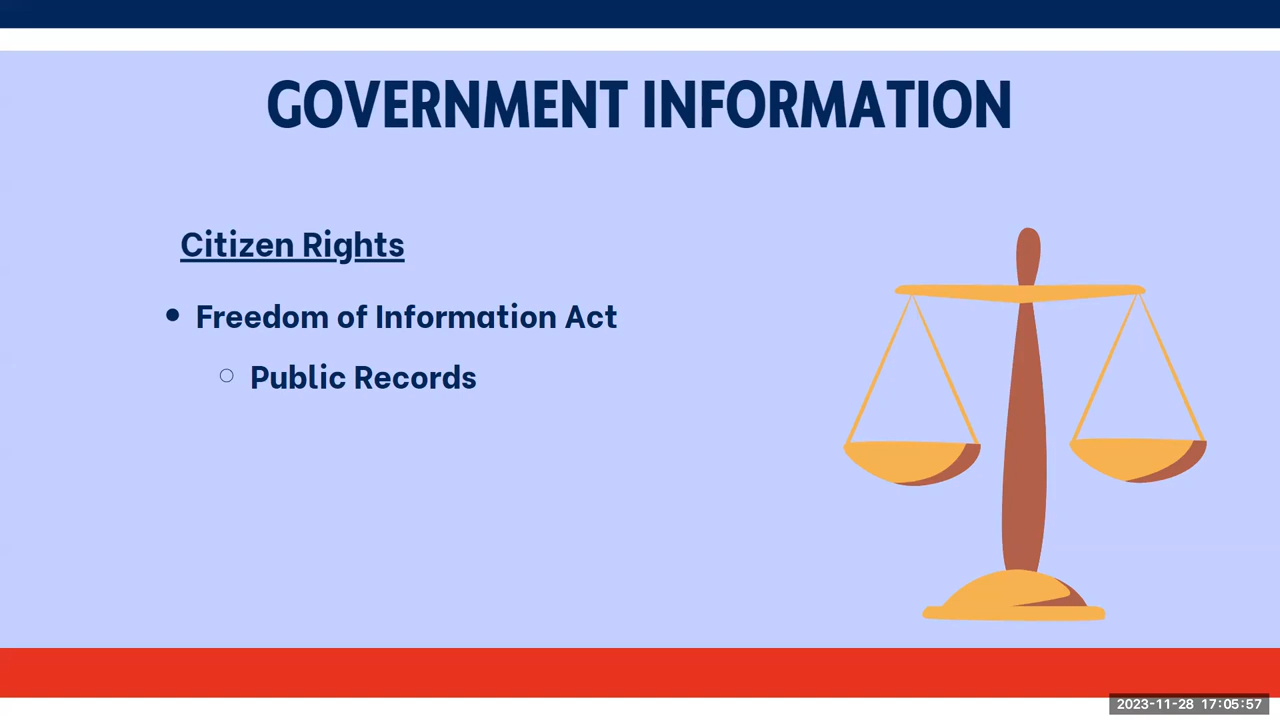 GOVERNMENT INFORMATION
Citizen Rights
Freedom of Information Act
Public Records
2023-11-28 17:05:57